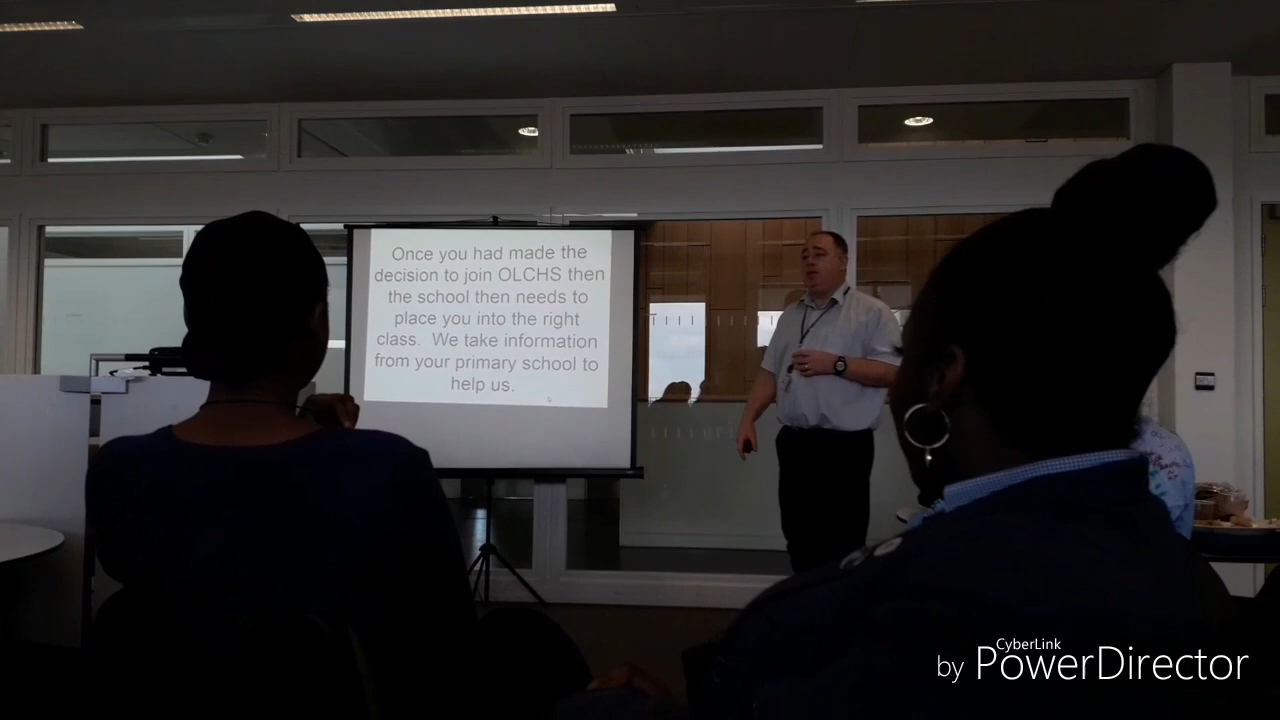 Once you had made the
decision to join OLCHS then
the school then needs to
place you into the right
class. We take information
from your primary school to
help us.
CyberLink
by PowerDirector